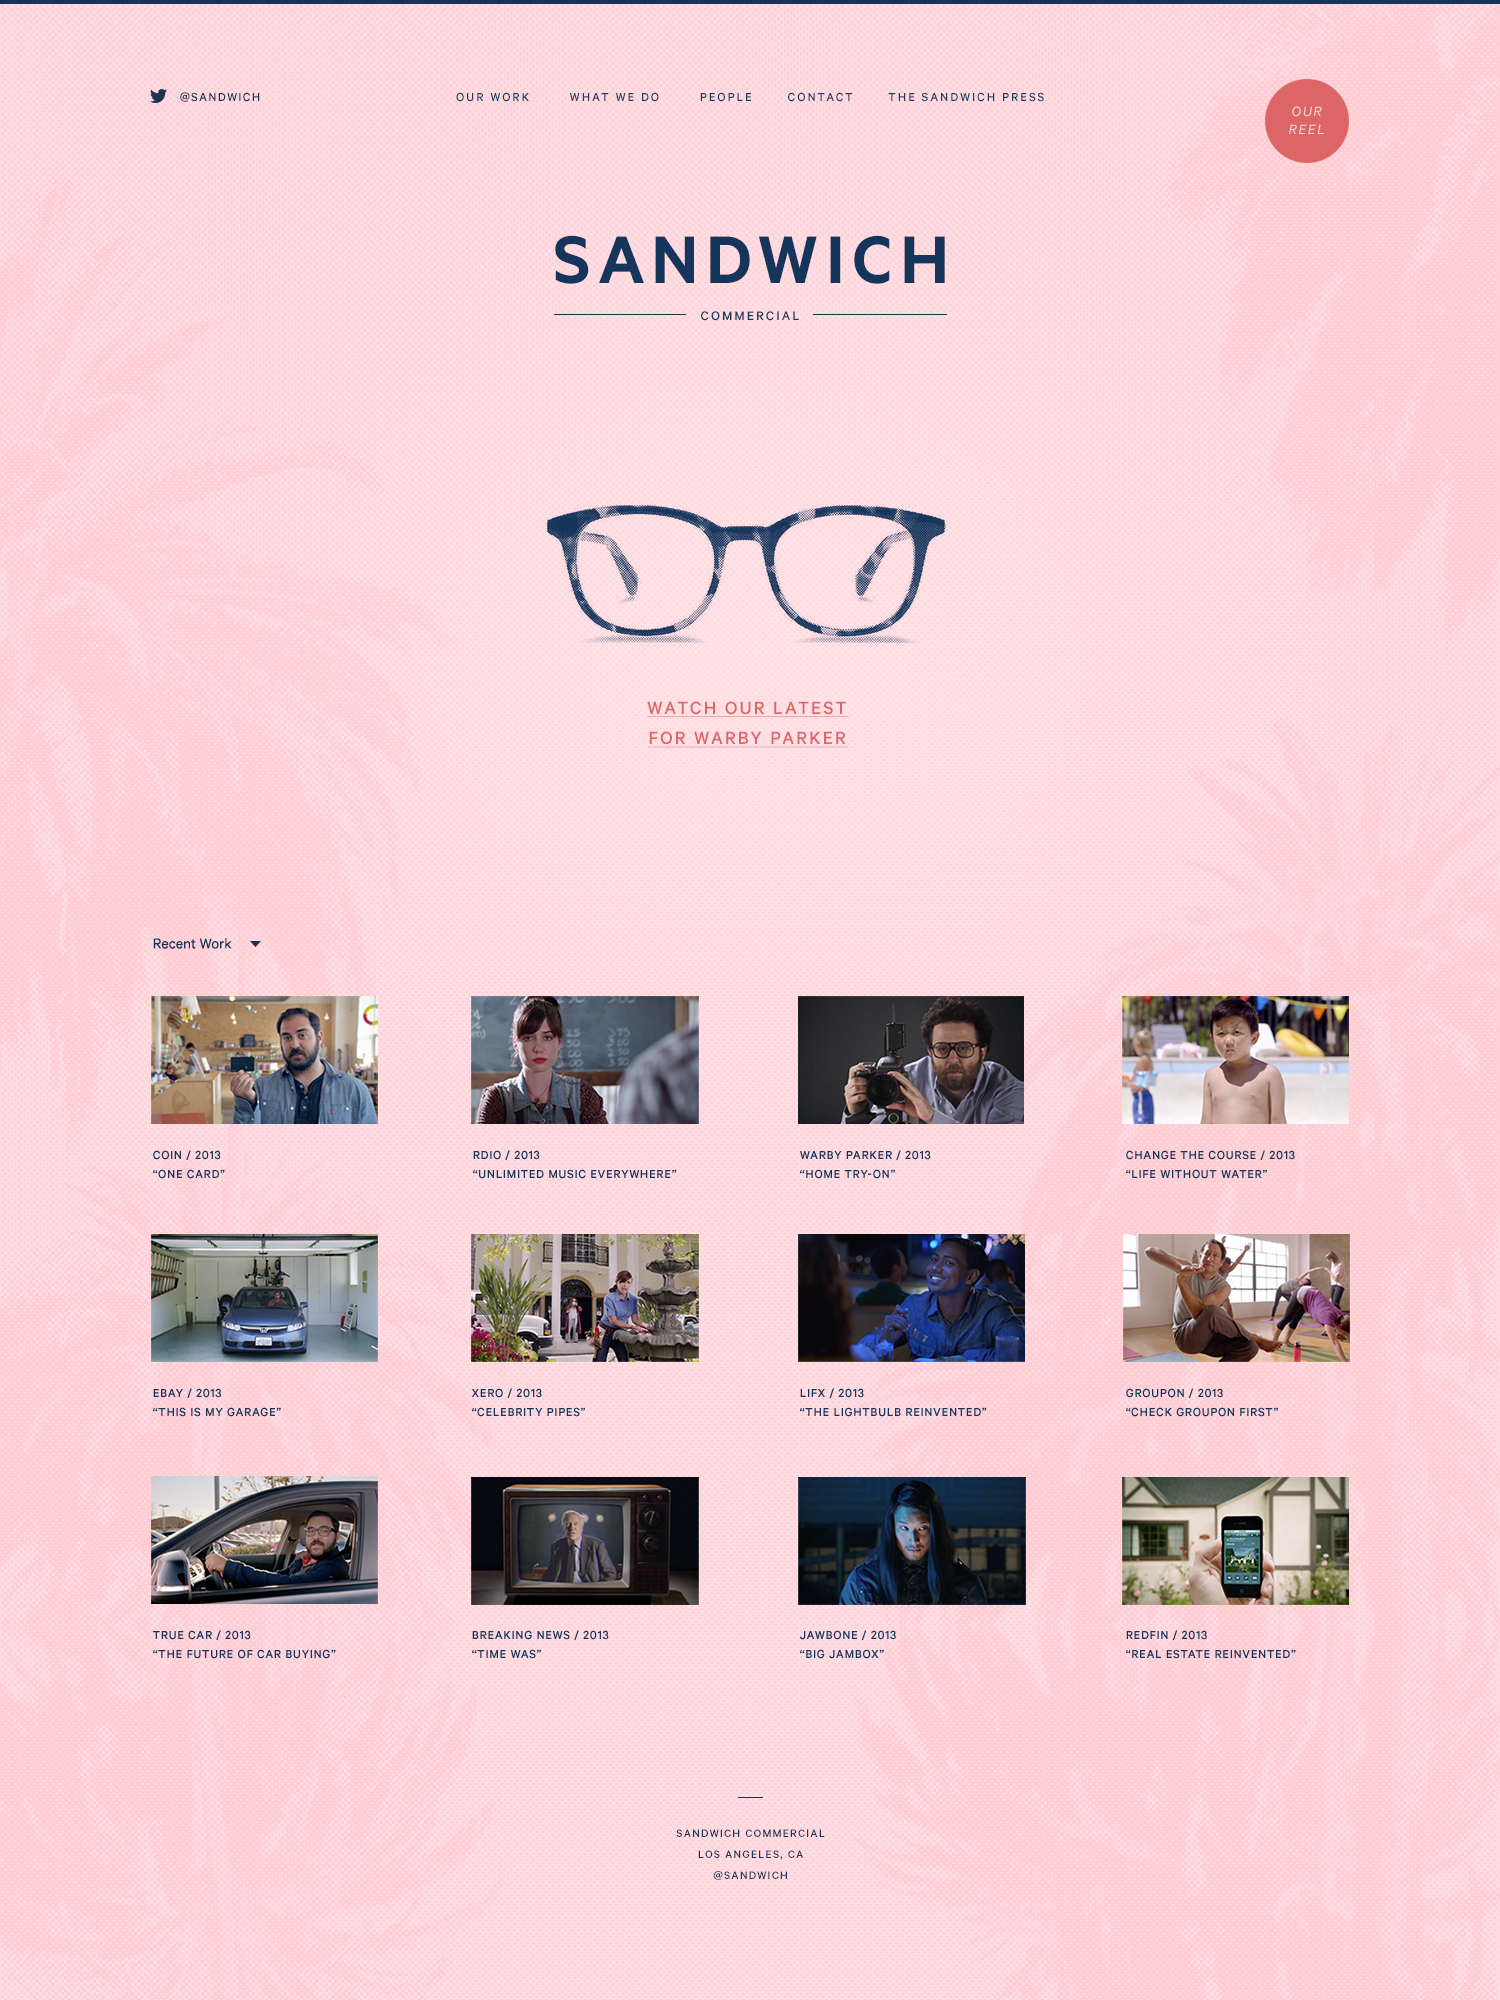 @SANDWICH
OUR WORK
WHAT WE DO
PEOPLE
CONTACT
THE SANDWICH PRESS
OUR
REEL
SANDWICH
COMMERCIAL
WATCH OUR LATEST
FOR WARBY PARKER
Recent Work
COIN / 2013
“ONE CARD”
RDIO / 2013
“UNLIMITED MUSIC EVERYWHERE”
WARBY PARKER / 2013
“HOME TRY-ON”
CHANGE THE COURSE / 2013
“LIFE WITHOUT WATER”
EBAY / 2013
“THIS IS MY GARAGE”
XERO / 2013
“CELEBRITY PIPES”
LIFX / 2013
“THE LIGHTBULB REINVENTED”
GROUPON / 2013
“CHECK GROUPON FIRST”
TRUE CAR / 2013
“THE FUTURE OF CAR BUYING”
BREAKING NEWS / 2013
“TIME WAS”
JAWBONE / 2013
“BIG JAMBOX”
REDFIN / 2013
“REAL ESTATE REINVENTED”
SANDWICH COMMERCIAL
LOS ANGELES, CA
@SANDWICH